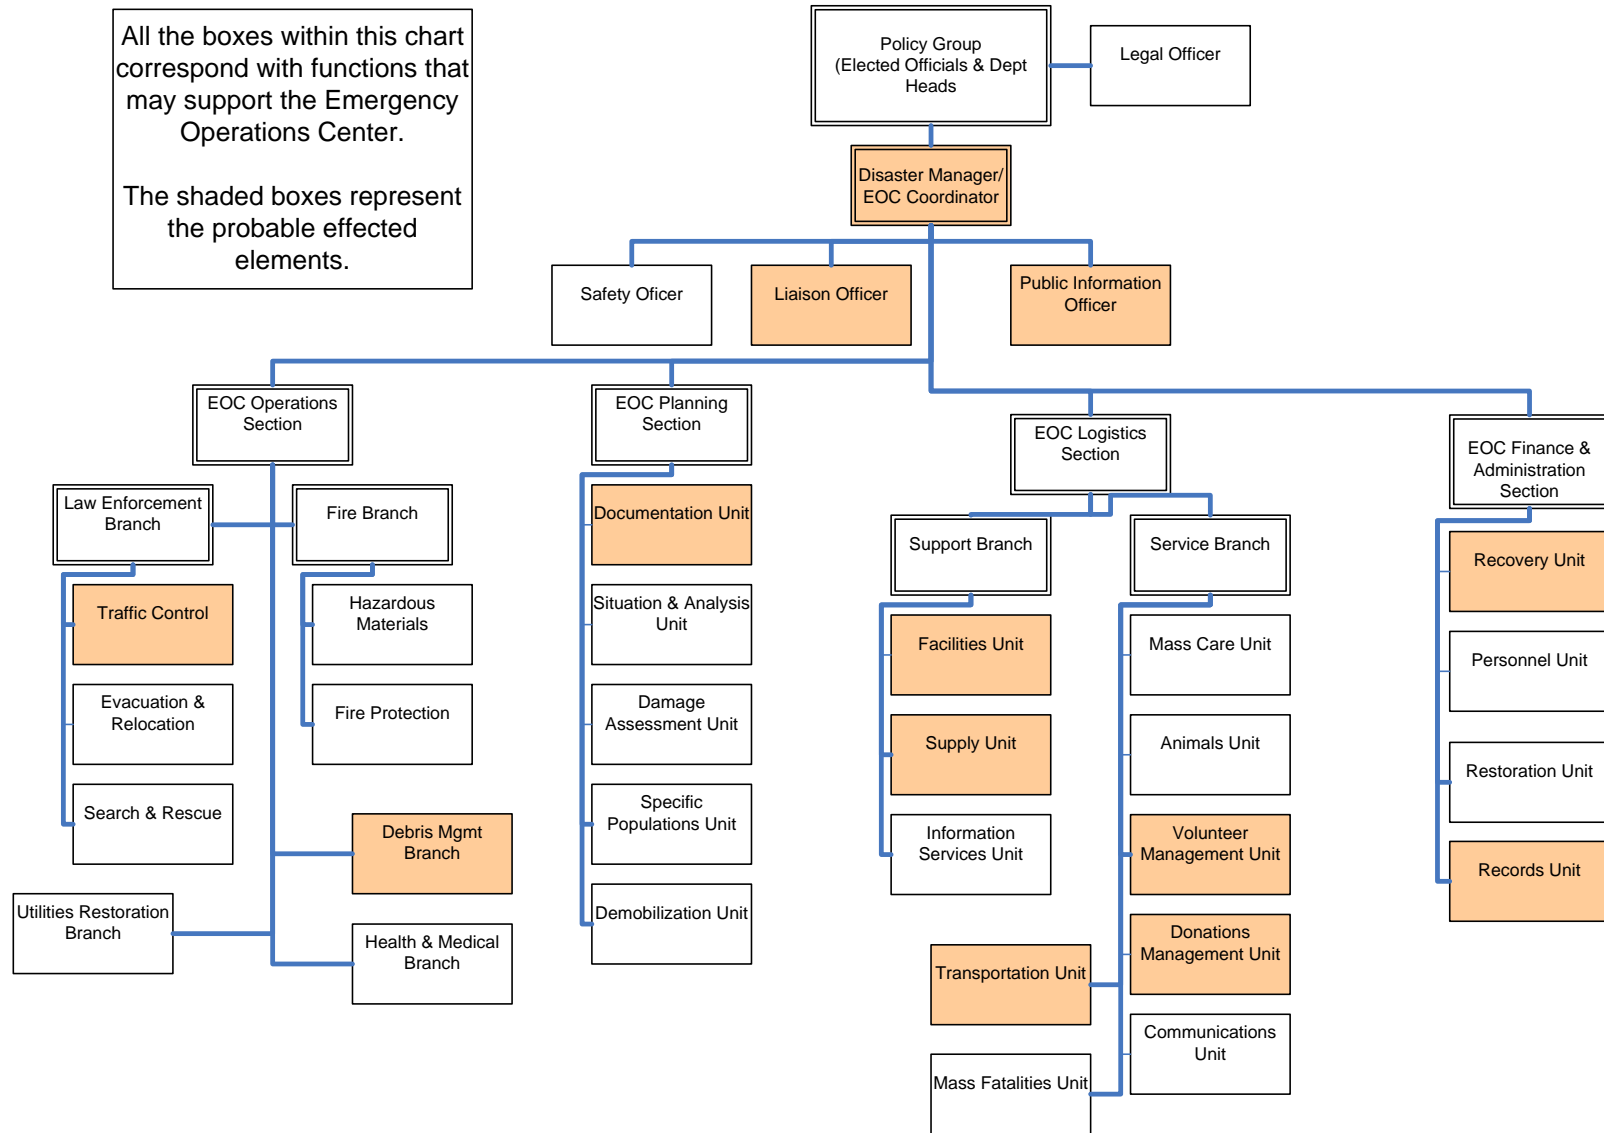 All the boxes within this chart
correspond with functions that
may support the Emergency
Operations Center.
The shaded boxes represent
the probable effected
elements.
Policy Group
(Elected Officials & Dept
Heads
Legal Officer
Disaster Manager/
EOC Coordinator
Safety Oficer
Liaison Officer
Public Information
Officer
EOC Operations
Section
EOC Planning
Section
EOC Logistics
Section
EOC Finance &
Administration
Section
Law Enforcement
Branch
Fire Branch
Traffic Control
Evacuation &
Relocation
Search & Rescue
Hazardous
Materials
Fire Protection
Debris Mgmt
Branch
Utilities Restoration
Branch
Health & Medical
Branch
Documentation Unit
Situation & Analysis
Unit
Damage
Assessment Unit
Specific
Populations Unit
Demobilization Unit
Support Branch
Service Branch
Facilities Unit
Supply Unit
Information
Services Unit
Mass Care Unit
Animals Unit
Volunteer
Management Unit
Donations
Management Unit
Transportation Unit
Communications
Unit
Mass Fatalities Unit
Recovery Unit
Personnel Unit
Restoration Unit
Records Unit